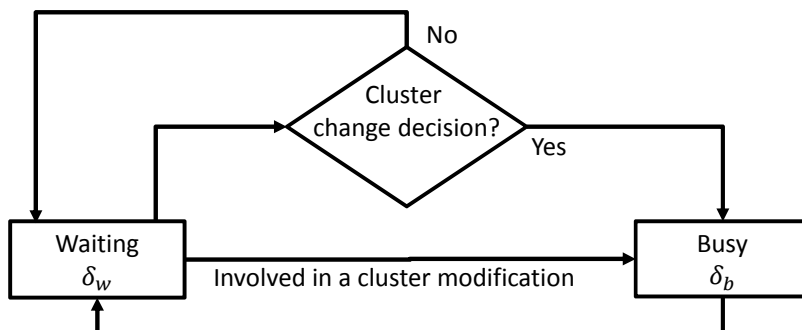 No
Cluster
change decision?
Yes
Waiting
δ_w
Involved in a cluster modification
Busy
δ_b